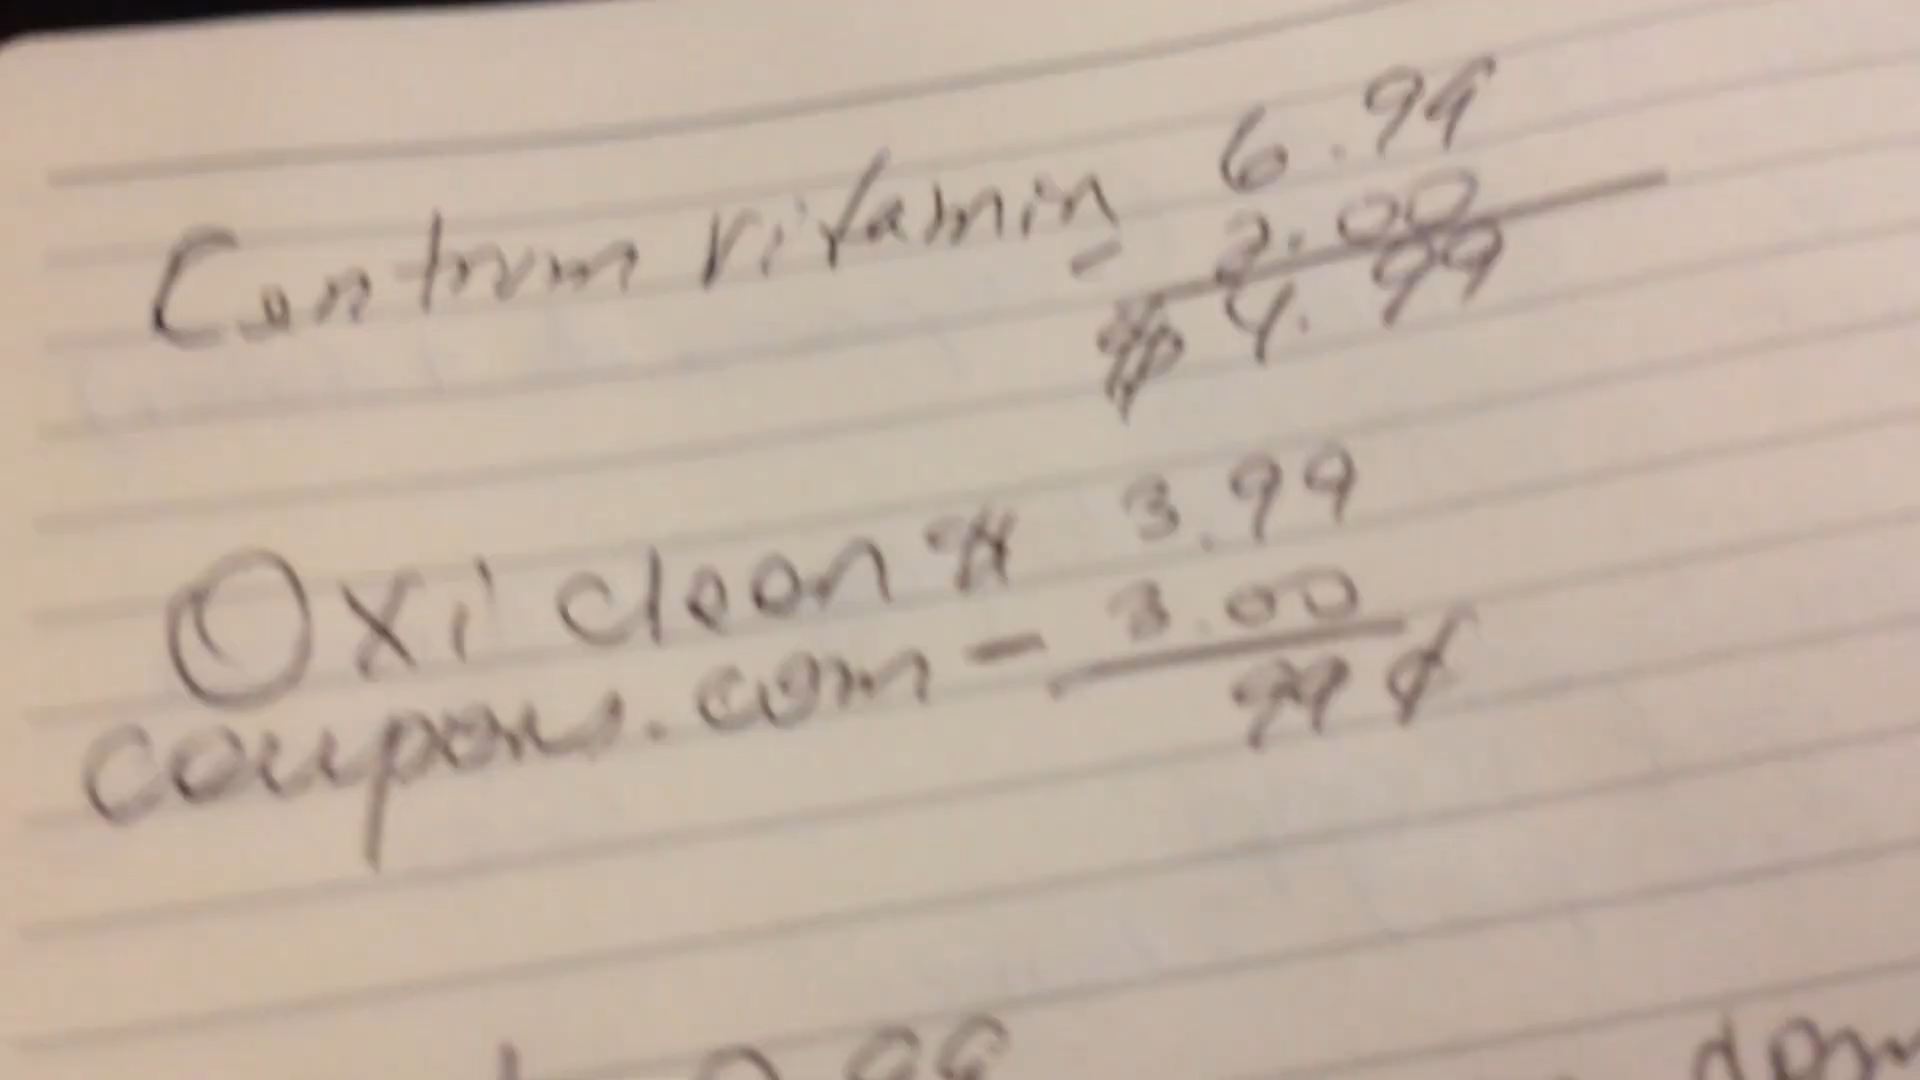 Centrum vitamin 6.99
- 2.00
$ 4.99
Oxi clean $ 3.99
coupons.com - 3.00
99 ¢